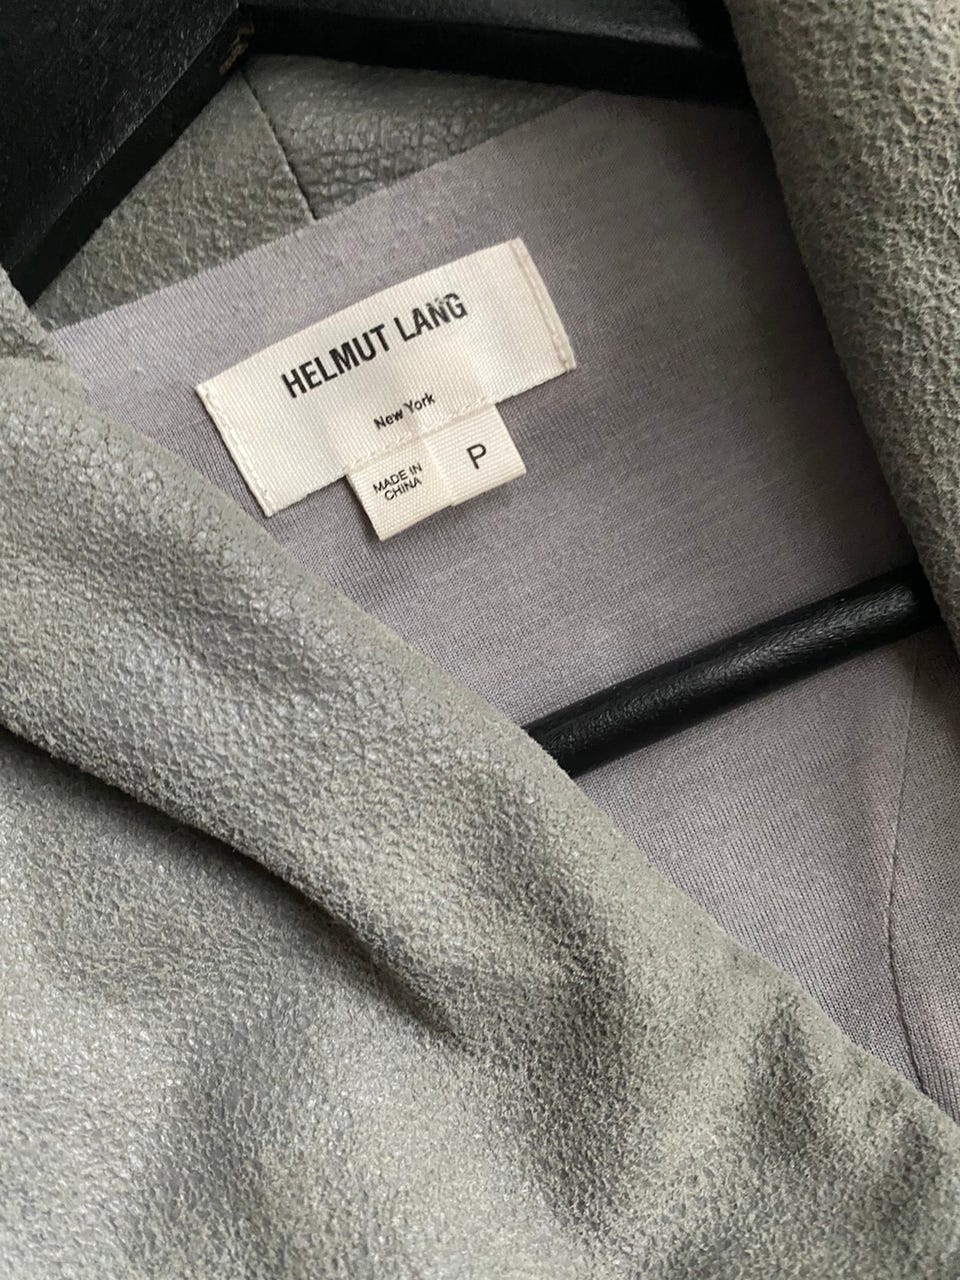 HELMUT LANG
New York
MADE IN
CHINA
P